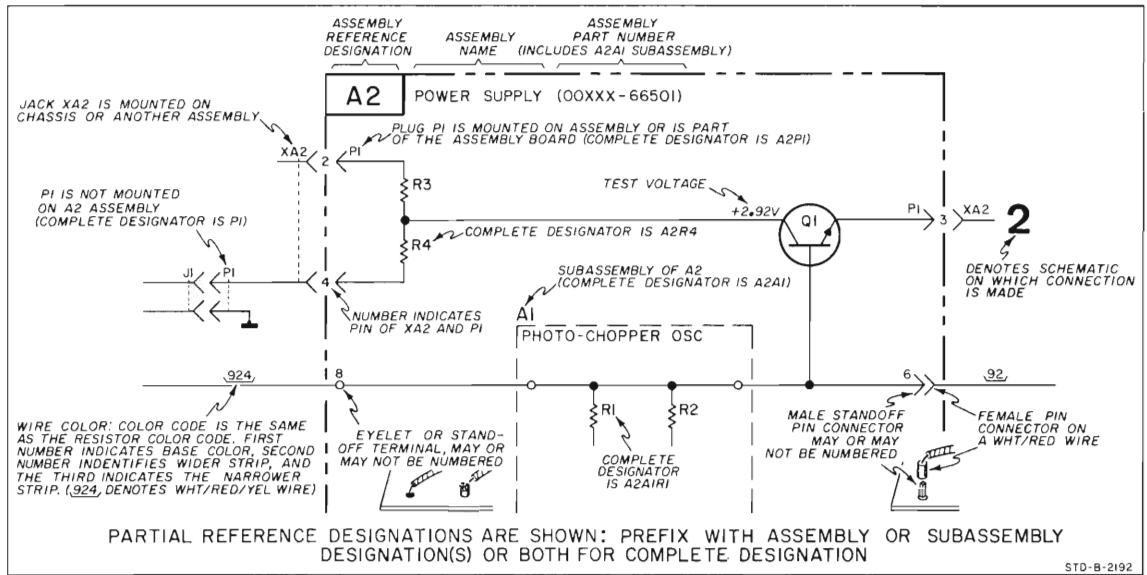 ASSEMBLY
REFERENCE
DESIGNATION
ASSEMBLY
NAME
ASSEMBLY
PART NUMBER
(INCLUDES A2A1 SUBASSEMBLY)
A2
POWER SUPPLY (00XXX-66501)
JACK XA2 IS MOUNTED ON
CHASSIS OR ANOTHER ASSEMBLY
PLUG P1 IS MOUNTED ON ASSEMBLY OR IS PART
OF THE ASSEMBLY BOARD (COMPLETE DESIGNATOR IS A2P1)
XA2
2
P1
P1 IS NOT MOUNTED
ON A2 ASSEMBLY
(COMPLETE DESIGNATOR IS P1)
R3
TEST VOLTAGE
+2.92V
Q1
P1
3
XA2
2
R4
COMPLETE DESIGNATOR IS A2R4
DENOTES SCHEMATIC
ON WHICH CONNECTION
IS MADE
J1
P1
4
SUBASSEMBLY OF A2
(COMPLETE DESIGNATOR IS A2A1)
NUMBER INDICATES
PIN OF XA2 AND P1
A1
PHOTO-CHOPPER OSC
924
8
6
92
R1
R2
WIRE COLOR: COLOR CODE IS THE SAME
AS THE RESISTOR COLOR CODE. FIRST
NUMBER INDICATES BASE COLOR, SECOND
NUMBER INDENTIFIES WIDER STRIP, AND
THE THIRD INDICATES THE NARROWER
STRIP. (924 DENOTES WHT/RED/YEL WIRE)
EYELET OR STAND-
OFF TERMINAL, MAY OR
MAY NOT BE NUMBERED
COMPLETE
DESIGNATOR
IS A2A1R1
MALE STANDOFF
PIN CONNECTOR
MAY OR MAY
NOT BE NUMBERED
FEMALE PIN
CONNECTOR ON
A WHT/RED WIRE
PARTIAL REFERENCE DESIGNATIONS ARE SHOWN: PREFIX WITH ASSEMBLY OR SUBASSEMBLY
DESIGNATION(S) OR BOTH FOR COMPLETE DESIGNATION
STD-B-2192